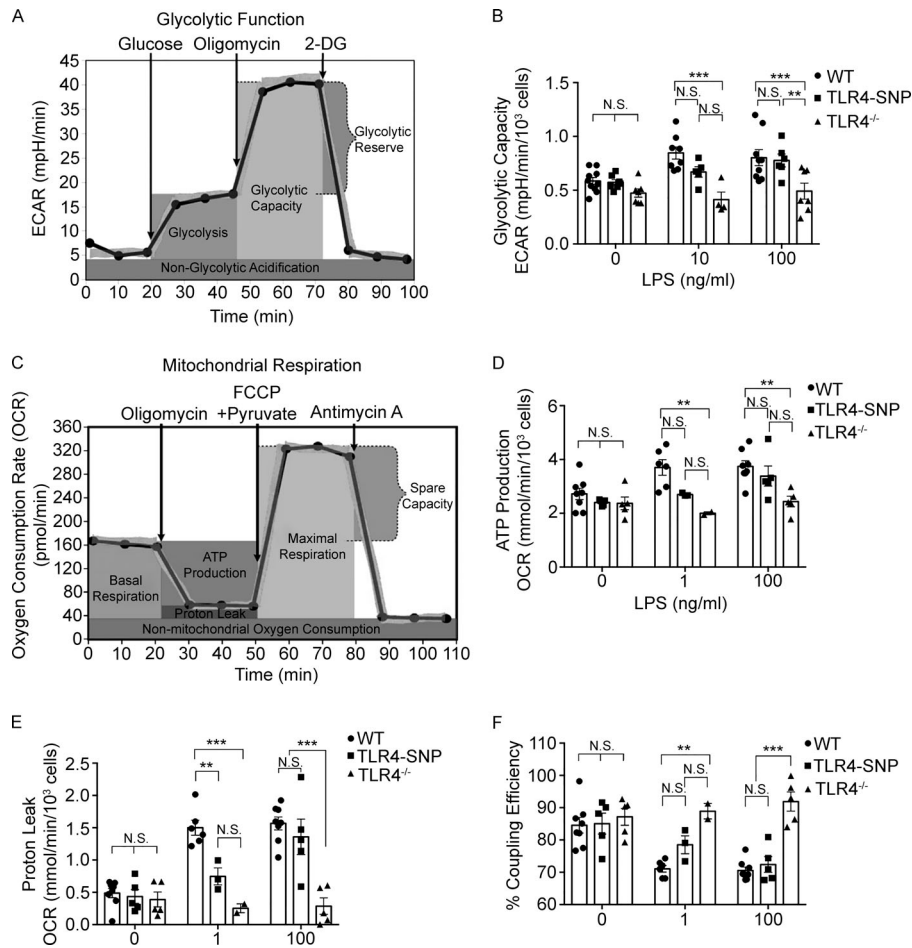 A
Glycolytic Function
Glucose Oligomycin 2-DG
ECAR (mpH/min)
45
40
35
30
25
20
15
10
5
0
Glycolytic
Reserve
Glycolytic
Capacity
Glycolysis
Non-Glycolytic Acidification
0 10 20 30 40 50 60 70 80 90 100
Time (min)
B
Glycolytic Capacity
ECAR (mpH/min/10³ cells)
1.5
1.0
0.5
0.0
N.S.
***
N.S. N.S.
***
N.S. **
WT
TLR4-SNP
TLR4-/-
0 10 100
LPS (ng/ml)
C
Mitochondrial Respiration
FCCP
Oligomycin +Pyruvate Antimycin A
Oxygen Consumption Rate (OCR)
(pmol/min)
360
320
280
240
200
160
120
80
40
0
Spare
Capacity
Maximal
Respiration
ATP
Production
Basal
Respiration
Proton Leak
Non-mitochondrial Oxygen Consumption
0 10 20 30 40 50 60 70 80 90 100 110
Time (min)
D
ATP Production
OCR (mmol/min/10³ cells)
6
4
2
0
N.S.
**
N.S.
N.S.
**
N.S.
N.S.
WT
TLR4-SNP
TLR4-/-
0 1 100
LPS (ng/ml)
E
Proton Leak
OCR (mmol/min/10³ cells)
2.5
2.0
1.5
1.0
0.5
0.0
N.S.
***
**
N.S.
***
N.S.
WT
TLR4-SNP
TLR4-/-
0 1 100
F
% Coupling Efficiency
110
100
90
80
70
60
N.S.
**
N.S.
N.S.
***
N.S.
WT
TLR4-SNP
TLR4-/-
0 1 100